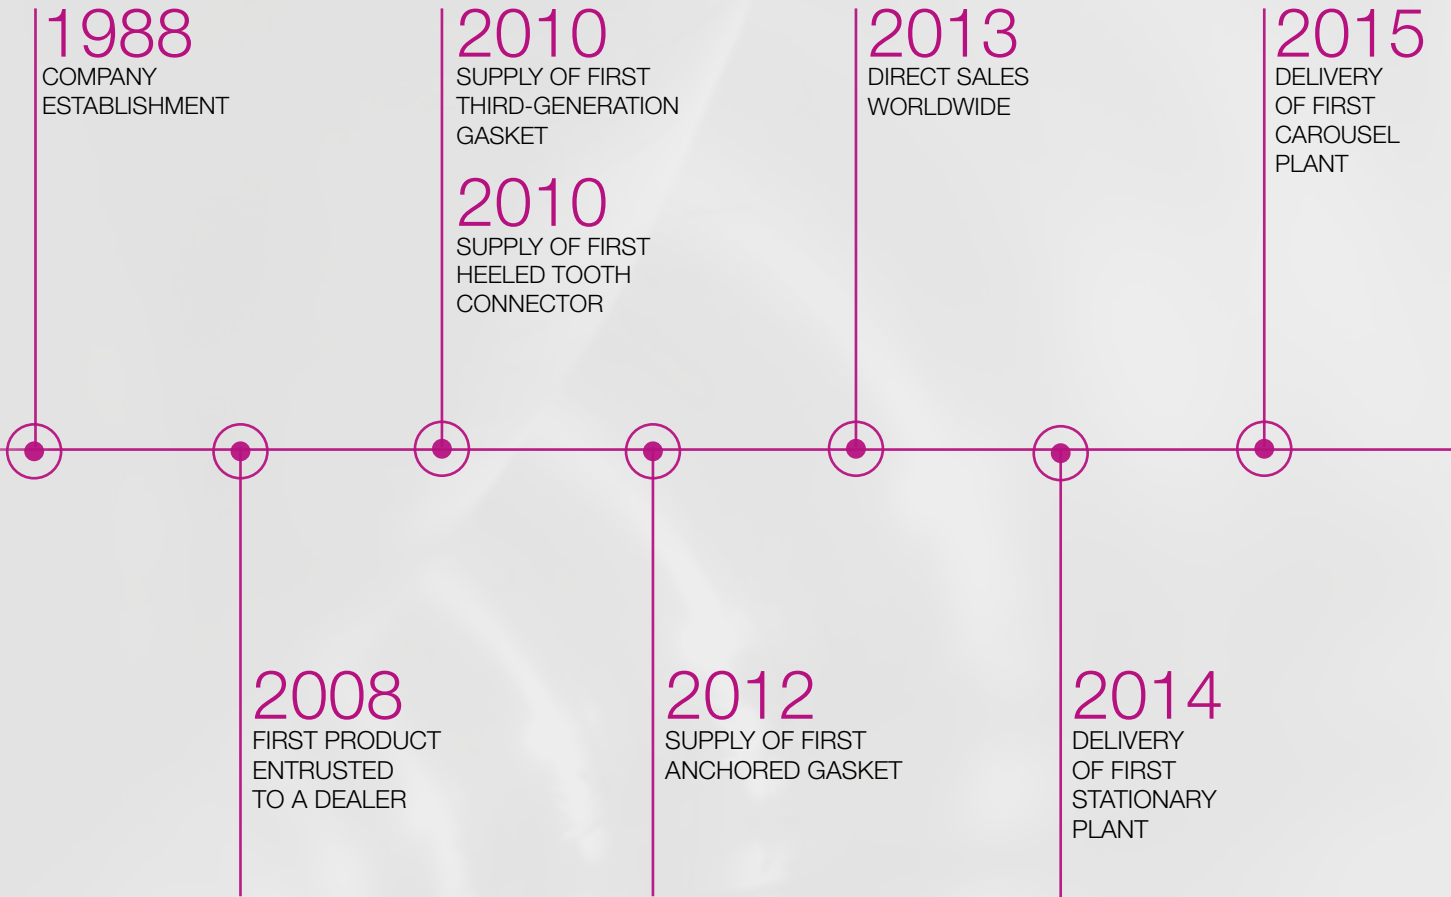 1988
COMPANY
ESTABLISHMENT
2010
SUPPLY OF FIRST
THIRD-GENERATION
GASKET
2010
SUPPLY OF FIRST
HEELED TOOTH
CONNECTOR
2013
DIRECT SALES
WORLDWIDE
2015
DELIVERY
OF FIRST
CAROUSEL
PLANT
2008
FIRST PRODUCT
ENTRUSTED
TO A DEALER
2012
SUPPLY OF FIRST
ANCHORED GASKET
2014
DELIVERY
OF FIRST
STATIONARY
PLANT